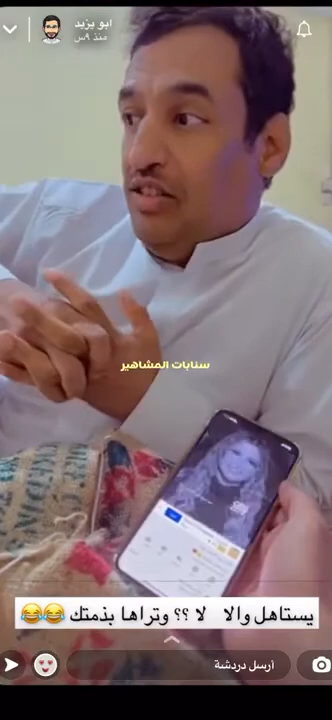 ابو يزيد
منذ ٩س
سنابات المشاهير
يستاهل والا لا ؟؟ وتراها بذمتك 😂😂
أرسل دردشة